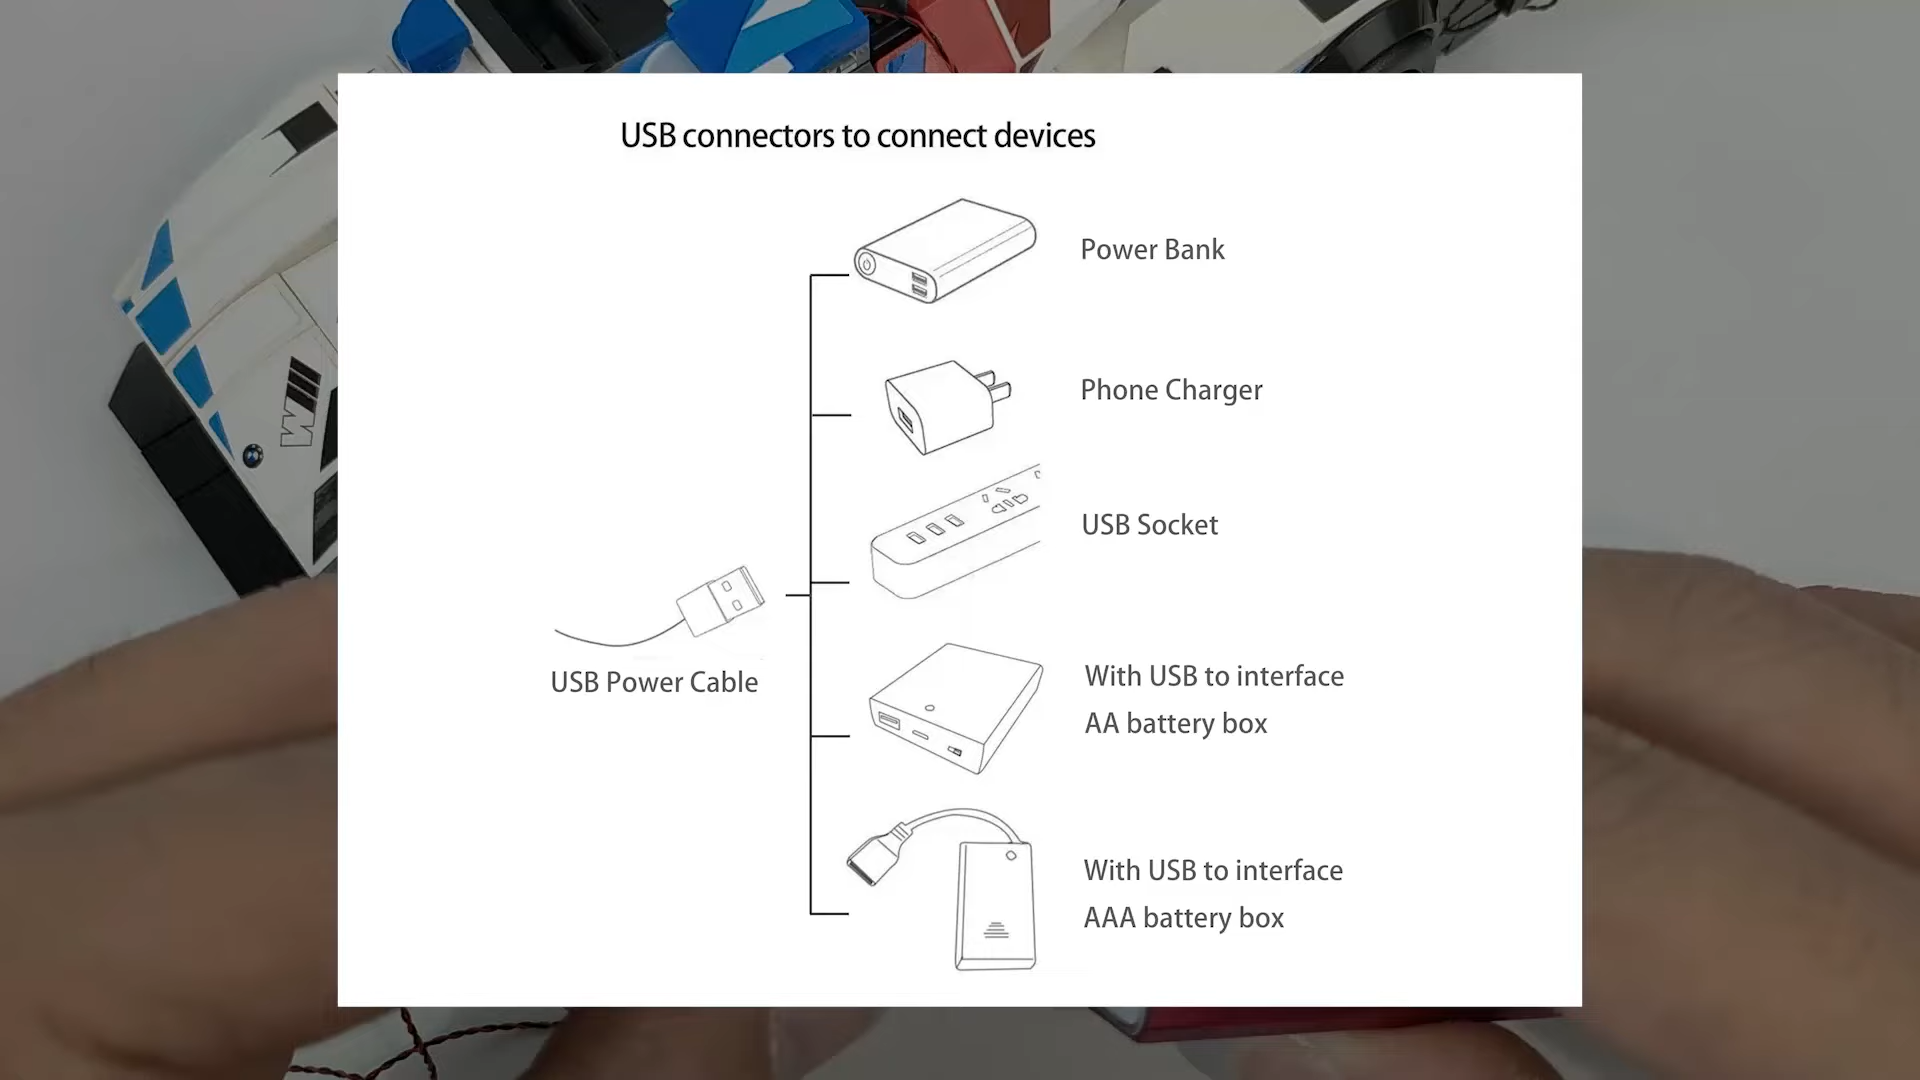 USB connectors to connect devices
Power Bank
Phone Charger
USB Socket
USB Power Cable
With USB to interface
AA battery box
With USB to interface
AAA battery box